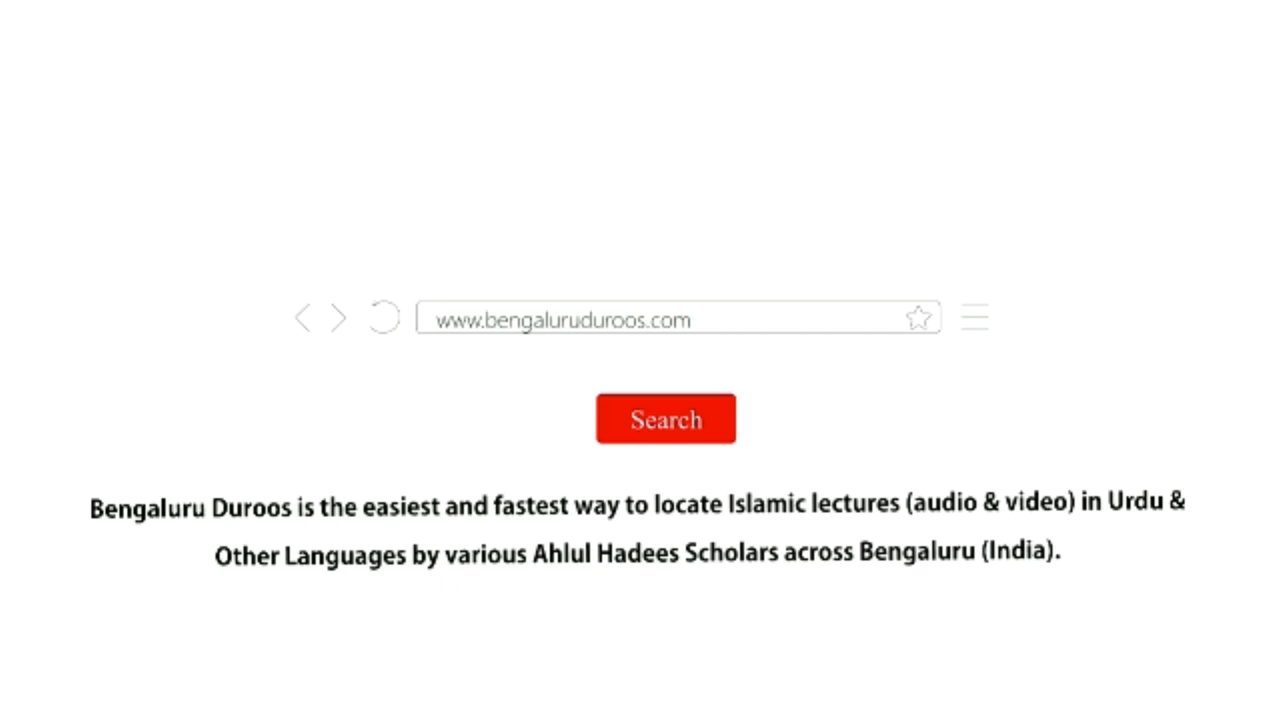 www.bengaluruduroos.com
Search
Bengaluru Duroos is the easiest and fastest way to locate Islamic lectures (audio & video) in Urdu &
Other Languages by various Ahlul Hadees Scholars across Bengaluru (India).